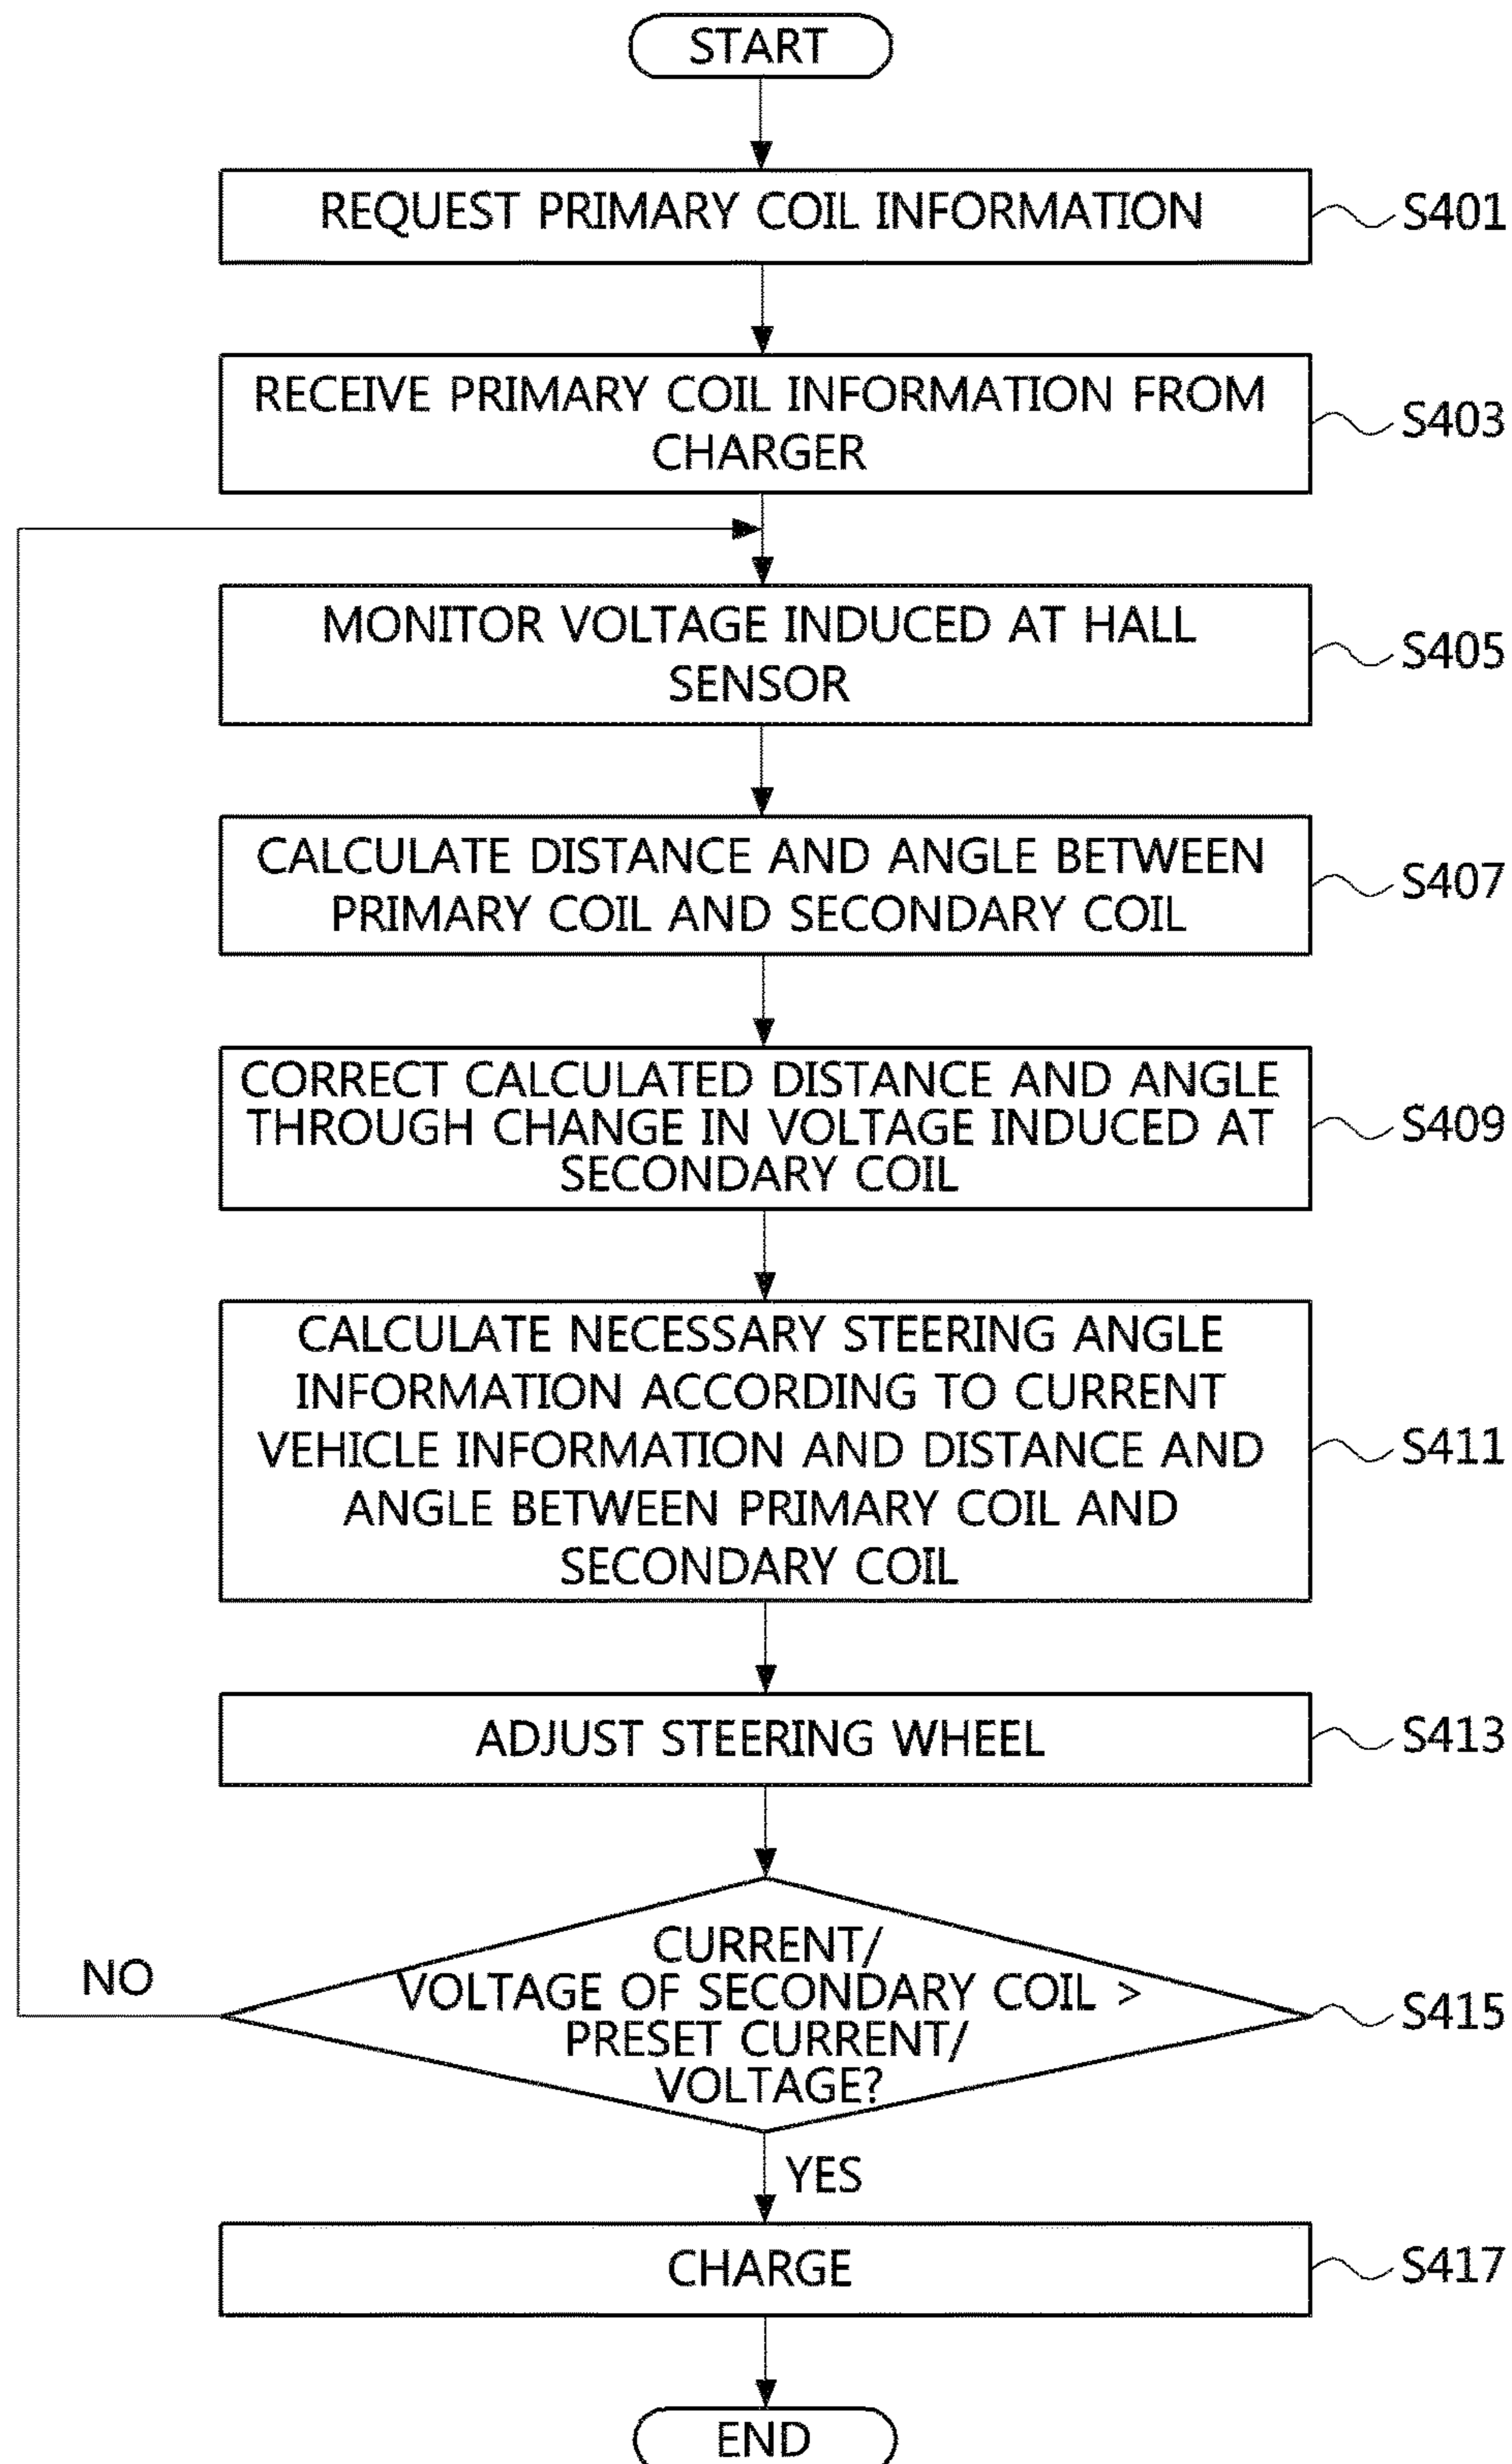 START
REQUEST PRIMARY COIL INFORMATION
S401
RECEIVE PRIMARY COIL INFORMATION FROM
CHARGER
S403
MONITOR VOLTAGE INDUCED AT HALL
SENSOR
S405
CALCULATE DISTANCE AND ANGLE BETWEEN
PRIMARY COIL AND SECONDARY COIL
S407
CORRECT CALCULATED DISTANCE AND ANGLE
THROUGH CHANGE IN VOLTAGE INDUCED AT
SECONDARY COIL
S409
CALCULATE NECESSARY STEERING ANGLE
INFORMATION ACCORDING TO CURRENT
VEHICLE INFORMATION AND DISTANCE AND
ANGLE BETWEEN PRIMARY COIL AND
SECONDARY COIL
S411
ADJUST STEERING WHEEL
S413
CURRENT/
VOLTAGE OF SECONDARY COIL >
PRESET CURRENT/
VOLTAGE?
S415
NO
YES
CHARGE
S417
END